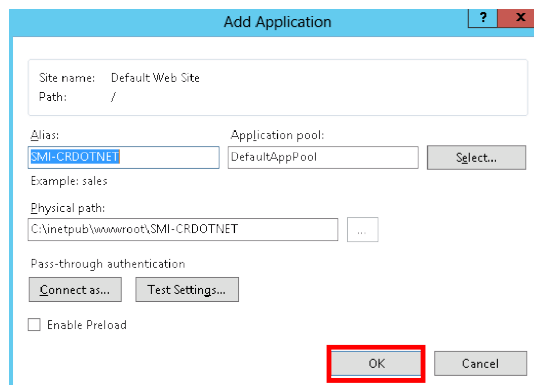 Add Application
?
x
Site name: Default Web Site
Path: /
Alias: Application pool:
SMI-CRDOTNET DefaultAppPool Select...
Example: sales
Physical path:
C:\inetpub\wwwroot\SMI-CRDOTNET ...
Pass-through authentication
Connect as... Test Settings...
Enable Preload
OK Cancel